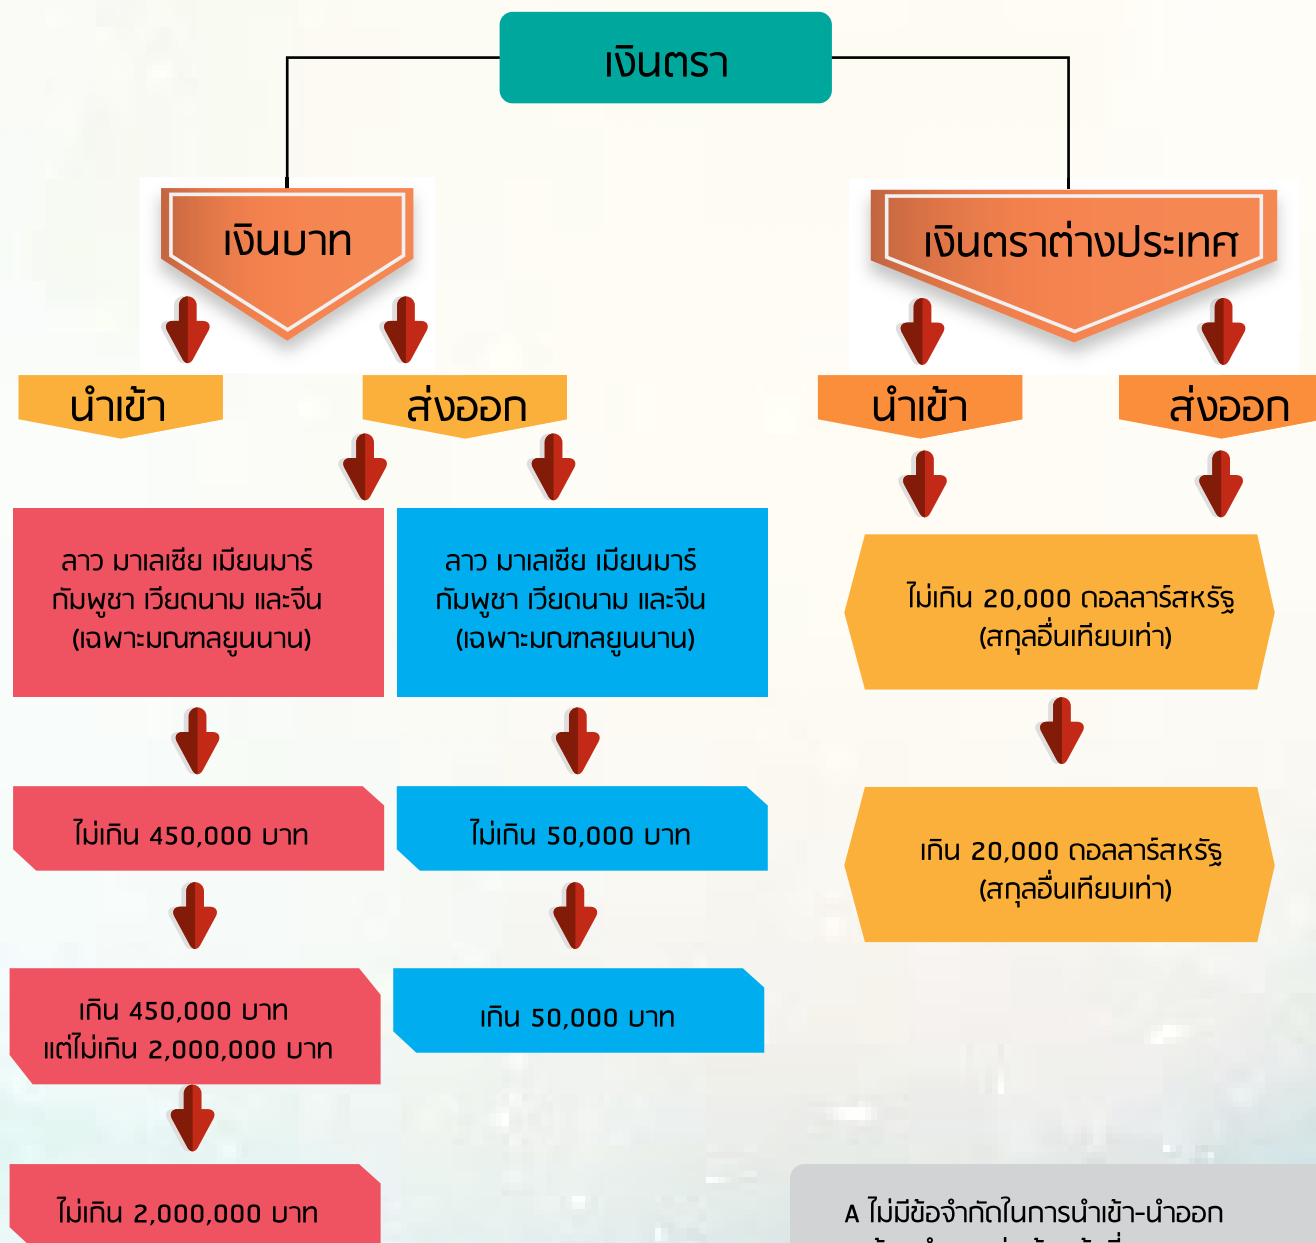 เงินตรา
เงินบาท
เงินตราต่างประเทศ
นำเข้า
ส่งออก
นำเข้า
ส่งออก
ลาว มาเลเซีย เมียนมาร์
กัมพูชา เวียดนาม และจีน
(เฉพาะมณฑลยูนนาน)
ลาว มาเลเซีย เมียนมาร์
กัมพูชา เวียดนาม และจีน
(เฉพาะมณฑลยูนนาน)
ไม่เกิน 20,000 ดอลลาร์สหรัฐ
(สกุลอื่นเทียบเท่า)
ไม่เกิน 450,000 บาท
ไม่เกิน 50,000 บาท
เกิน 20,000 ดอลลาร์สหรัฐ
(สกุลอื่นเทียบเท่า)
เกิน 450,000 บาท
แต่ไม่เกิน 2,000,000 บาท
เกิน 50,000 บาท
ไม่เกิน 2,000,000 บาท
A ไม่มีข้อจำกัดในการนำเข้า-นำออก